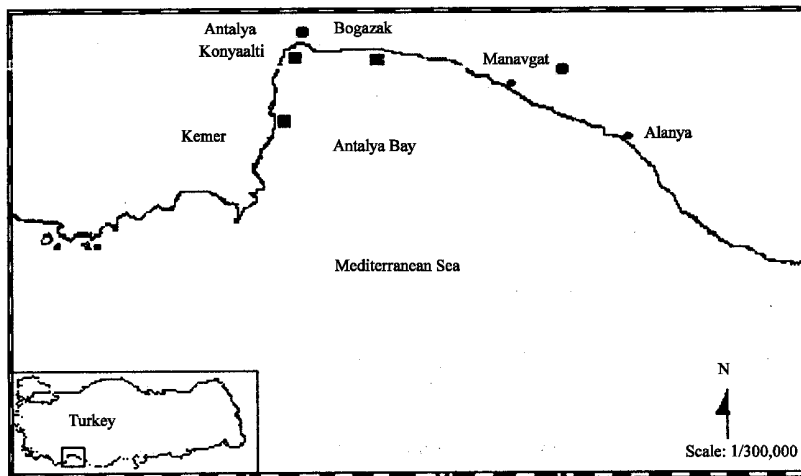 Antalya
Bogazak
Konyaalti
Manavgat
Kemer
Antalya Bay
Alanya
Mediterranean Sea
N
Turkey
Scale: 1/300,000